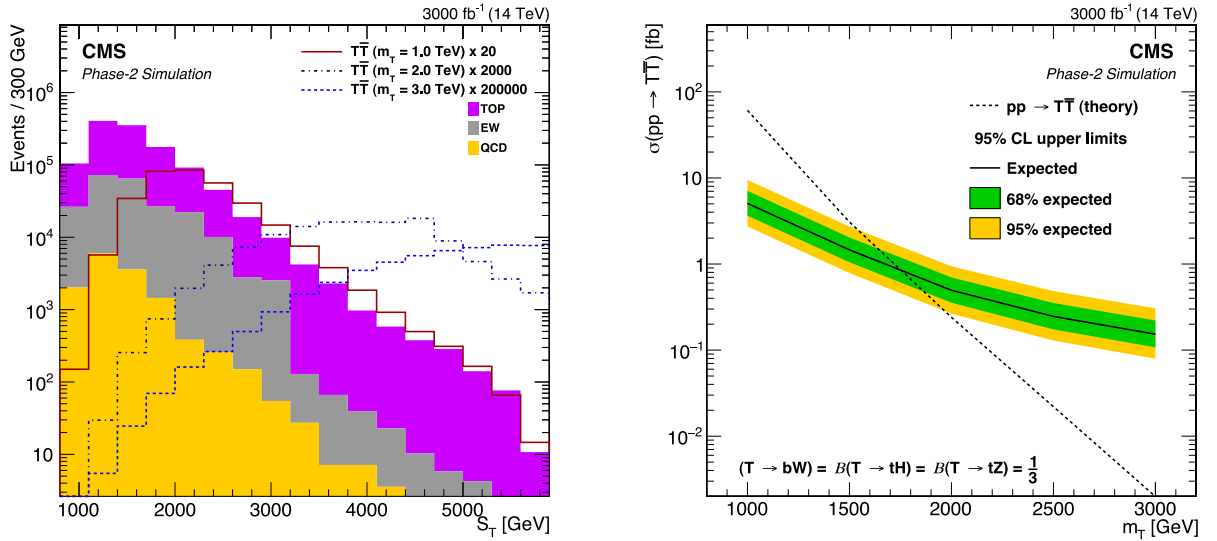 3000 fb⁻¹ (14 TeV)
CMS
Phase-2 Simulation
TT̅ (m_T = 1.0 TeV) x 20
TT̅ (m_T = 2.0 TeV) x 2000
TT̅ (m_T = 3.0 TeV) x 200000
TOP
EW
QCD
Events / 300 GeV
10⁶
10⁵
10⁴
10³
10²
10
1000 2000 3000 4000 5000
S_T [GeV]
3000 fb⁻¹ (14 TeV)
CMS
Phase-2 Simulation
pp → TT̅ (theory)
95% CL upper limits
Expected
68% expected
95% expected
σ(pp → TT̅) [fb]
10²
10
1
10⁻¹
10⁻²
(T → bW) = B(T → tH) = B(T → tZ) = 1/3
1000 1500 2000 2500 3000
m_T [GeV]